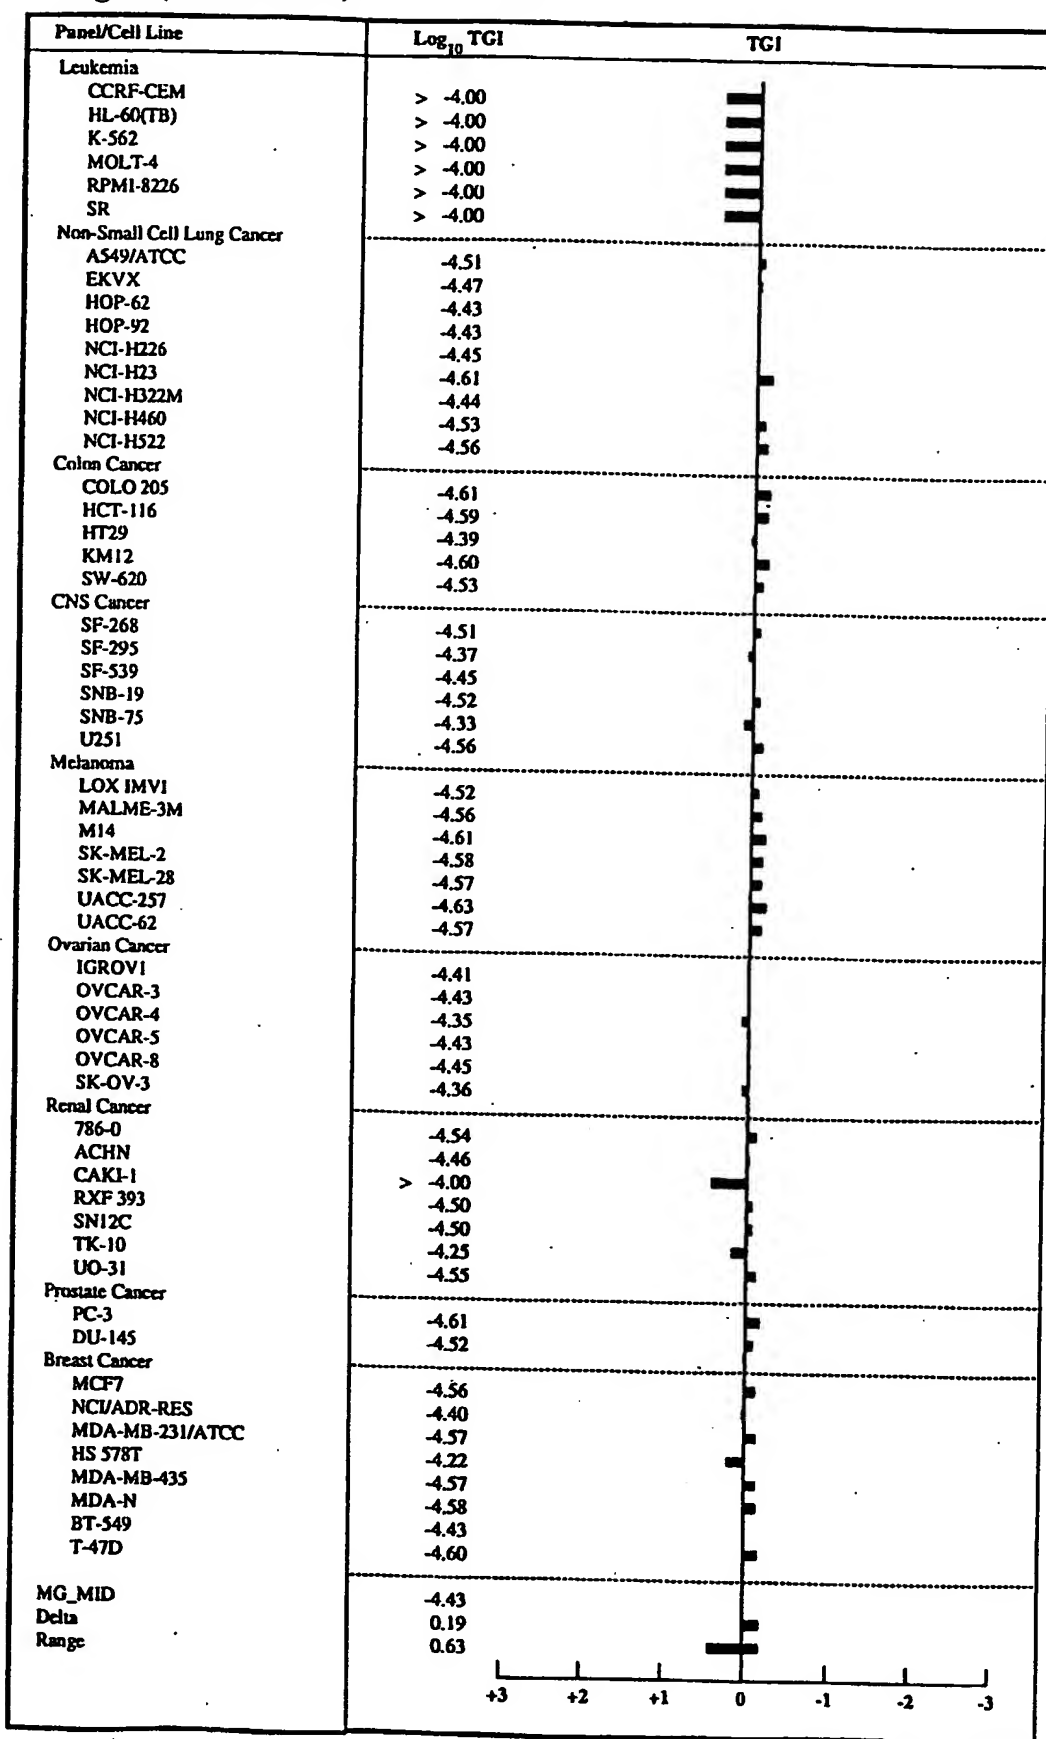 Panel/Cell Line Log10 TGI TGI
Leukemia
CCRF-CEM > -4.00
HL-60(TB) > -4.00
K-562 > -4.00
MOLT-4 > -4.00
RPMI-8226 > -4.00
SR > -4.00
Non-Small Cell Lung Cancer
A549/ATCC -4.51
EKVX -4.47
HOP-62 -4.43
HOP-92 -4.43
NCI-H226 -4.45
NCI-H23 -4.61
NCI-H322M -4.44
NCI-H460 -4.53
NCI-H522 -4.56
Colon Cancer
COLO 205 -4.61
HCT-116 -4.59
HT29 -4.39
KM12 -4.60
SW-620 -4.53
CNS Cancer
SF-268 -4.51
SF-295 -4.37
SF-539 -4.45
SNB-19 -4.52
SNB-75 -4.33
U251 -4.56
Melanoma
LOX IMVI -4.52
MALME-3M -4.56
M14 -4.61
SK-MEL-2 -4.58
SK-MEL-28 -4.57
UACC-257 -4.63
UACC-62 -4.57
Ovarian Cancer
IGROV1 -4.41
OVCAR-3 -4.43
OVCAR-4 -4.35
OVCAR-5 -4.43
OVCAR-8 -4.45
SK-OV-3 -4.36
Renal Cancer
786-0 -4.54
ACHN -4.46
CAKI-1 > -4.00
RXF 393 -4.50
SN12C -4.50
TK-10 -4.25
UO-31 -4.55
Prostate Cancer
PC-3 -4.61
DU-145 -4.52
Breast Cancer
MCF7 -4.56
NCI/ADR-RES -4.40
MDA-MB-231/ATCC -4.57
HS 578T -4.22
MDA-MB-435 -4.57
MDA-N -4.58
BT-549 -4.43
T-47D -4.60
MG_MID -4.43
Delta 0.19
Range 0.63
+3 +2 +1 0 -1 -2 -3